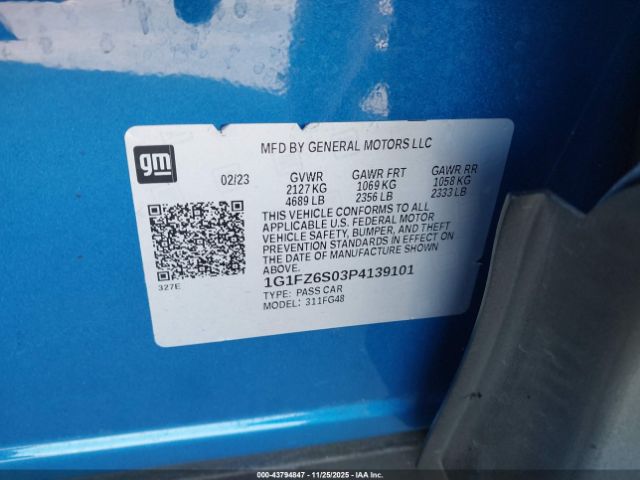 gm
MFD BY GENERAL MOTORS LLC
02/23 GVWR GAWR FRT GAWR RR
2127 KG 1069 KG 1058 KG
4689 LB 2356 LB 2333 LB
THIS VEHICLE CONFORMS TO ALL
APPLICABLE U.S. FEDERAL MOTOR
VEHICLE SAFETY, BUMPER, AND THEFT
PREVENTION STANDARDS IN EFFECT ON
THE DATE OF MANUFACTURE SHOWN
ABOVE.
327E
1G1FZ6S03P4139101
TYPE: PASS CAR
MODEL: 311FG48
000-43794847 - 11/25/2025 - IAA Inc.